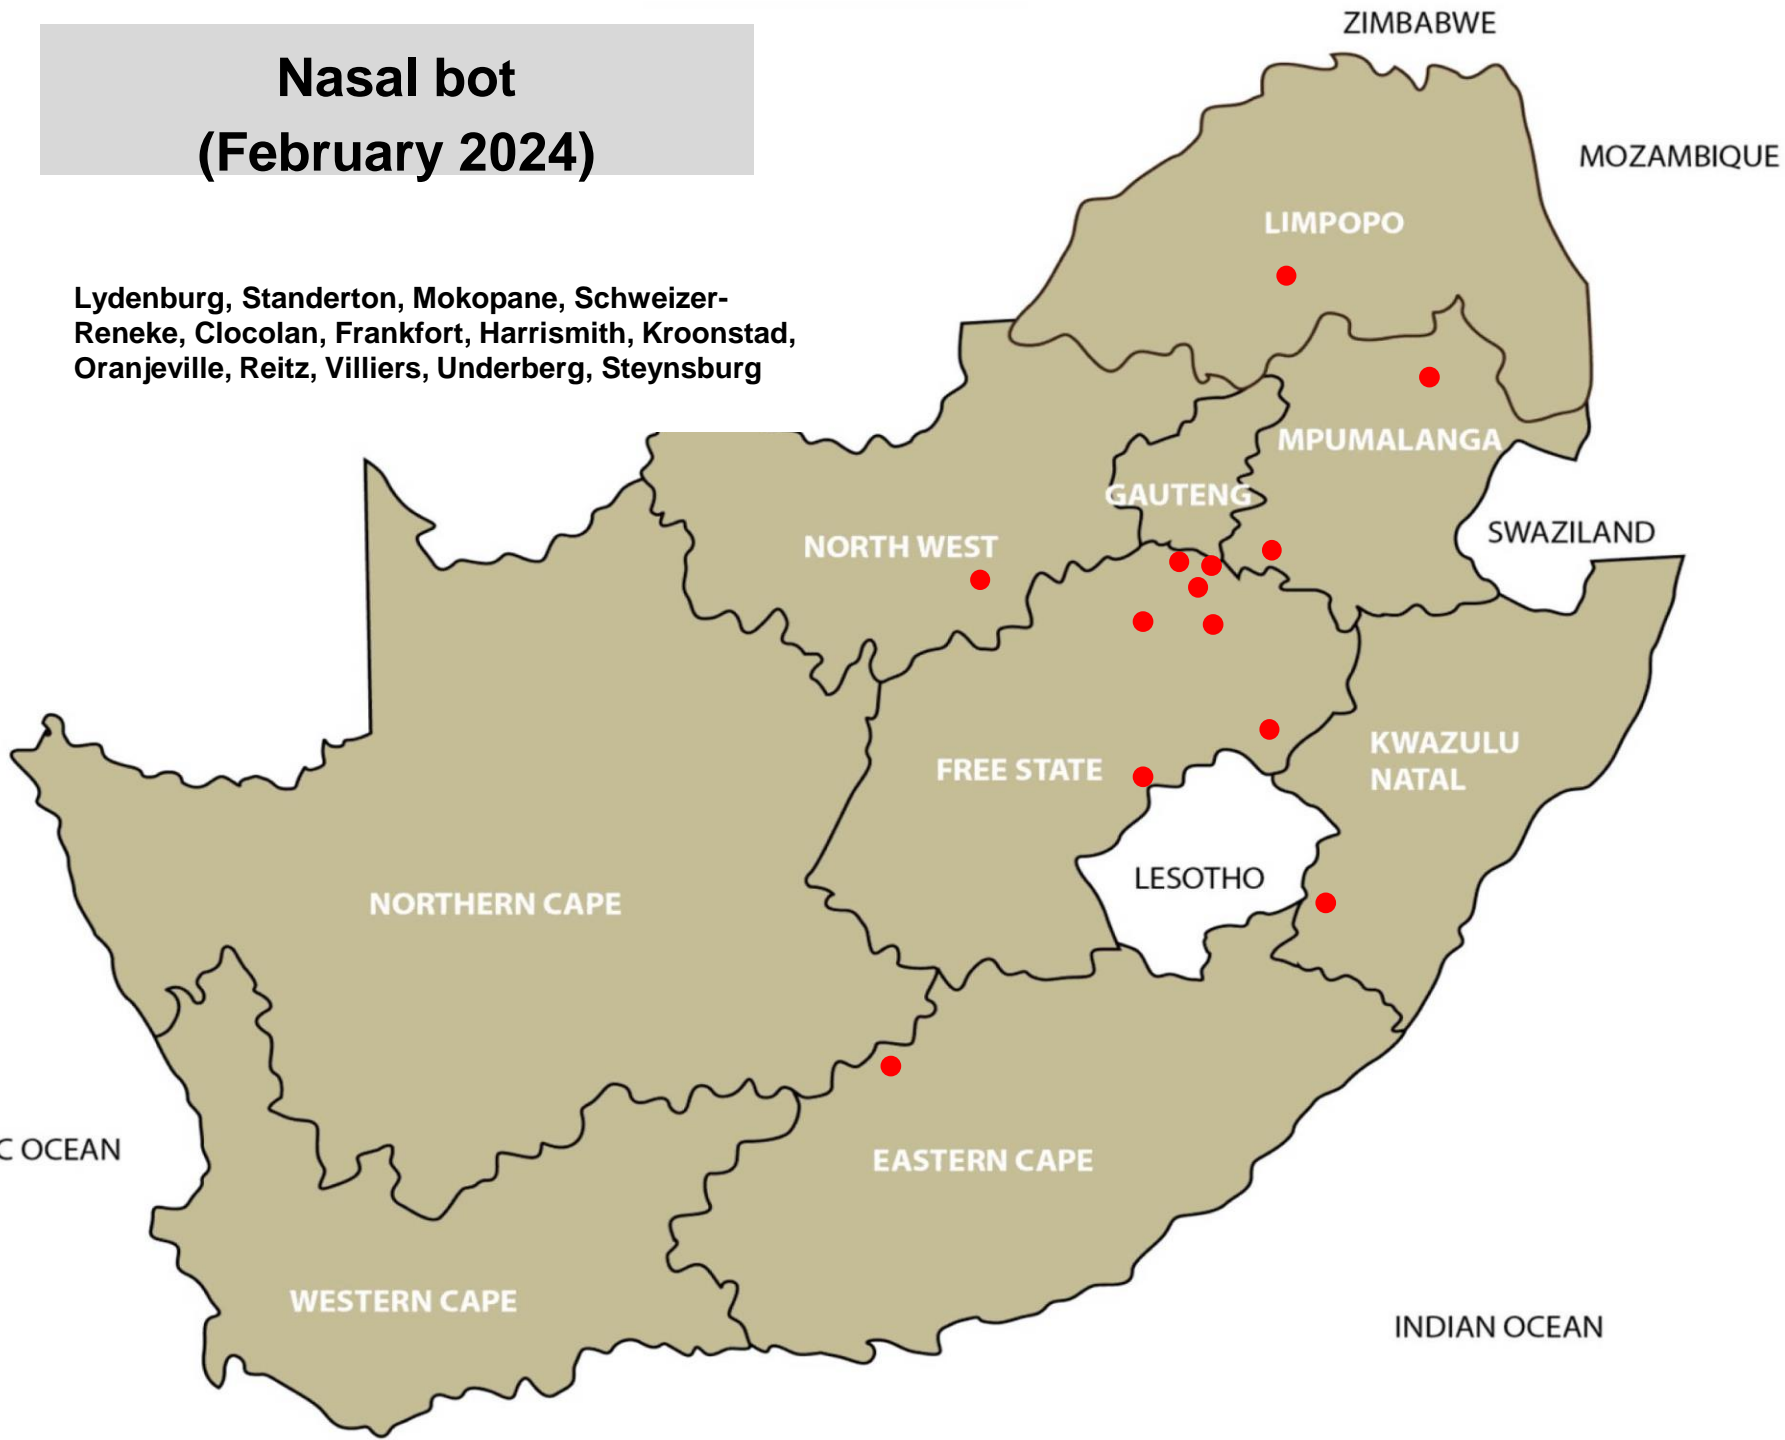 Nasal bot
(February 2024)
Lydenburg, Standerton, Mokopane, Schweizer-
Reneke, Clocolan, Frankfort, Harrismith, Kroonstad,
Oranjeville, Reitz, Villiers, Underberg, Steynsburg
ZIMBABWE
MOZAMBIQUE
LIMPOPO
MPUMALANGA
GAUTENG
SWAZILAND
NORTH WEST
KWAZULU
NATAL
FREE STATE
LESOTHO
NORTHERN CAPE
C OCEAN
EASTERN CAPE
WESTERN CAPE
INDIAN OCEAN